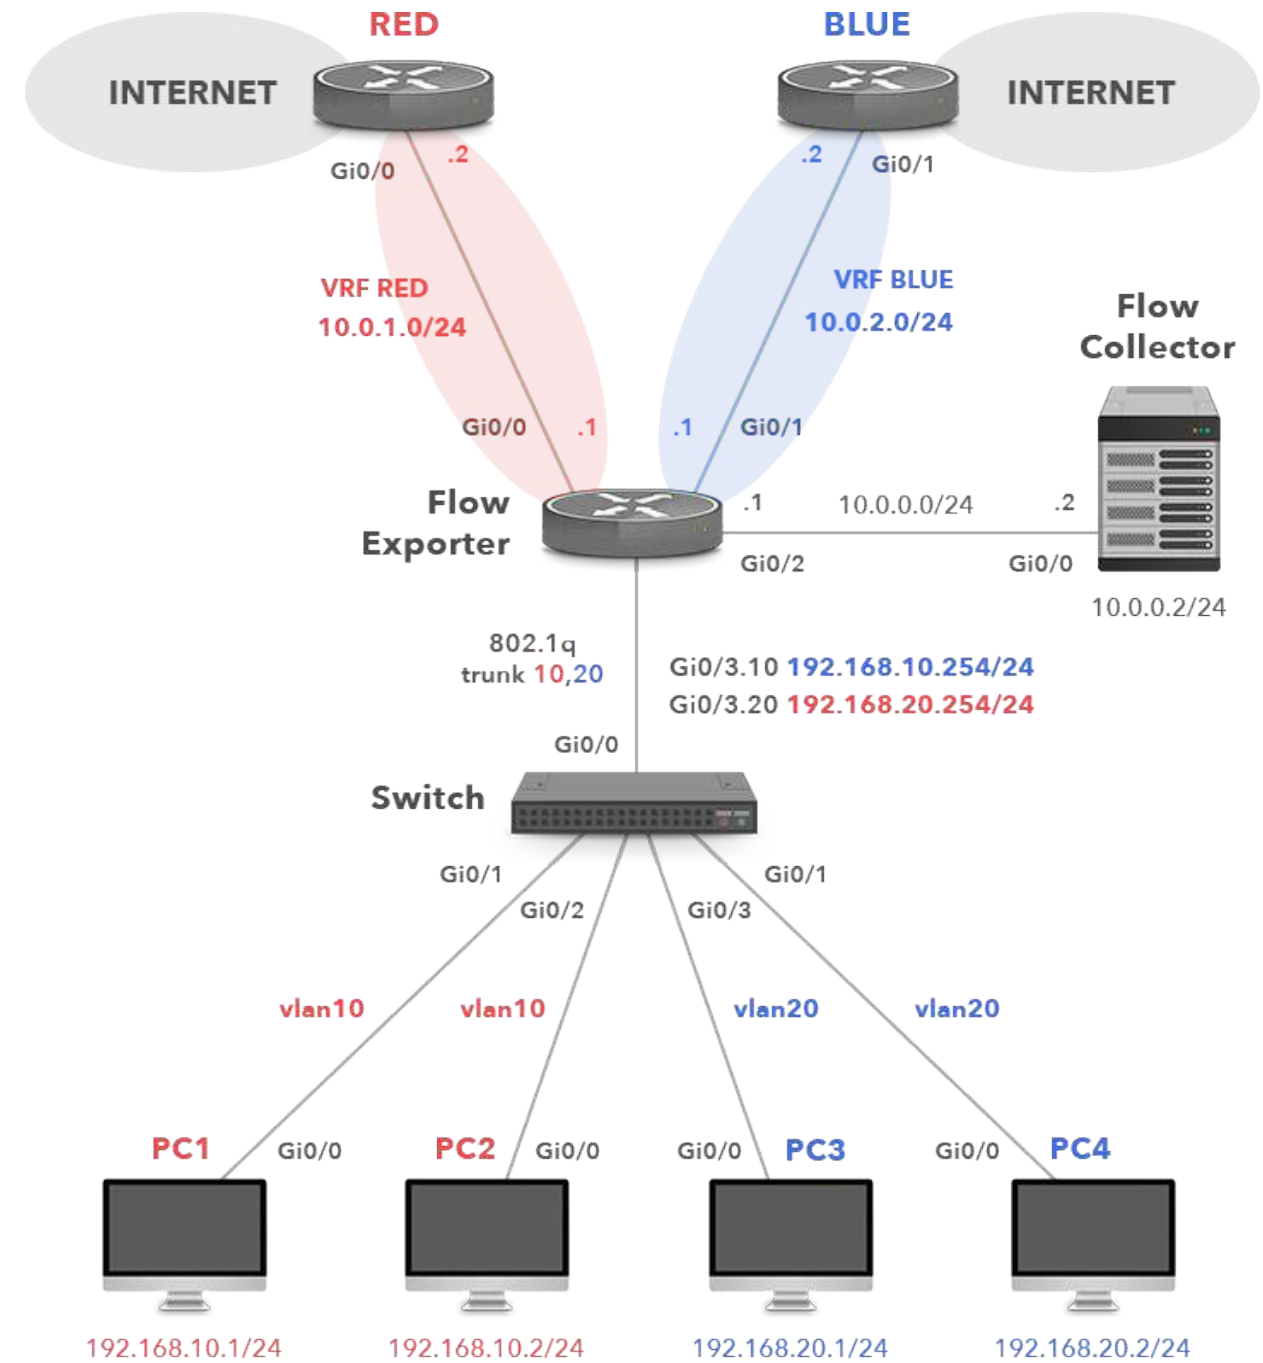 RED
BLUE
INTERNET
INTERNET
.2
Gi0/0
.2
Gi0/1
VRF RED
10.0.1.0/24
VRF BLUE
10.0.2.0/24
Flow
Collector
Gi0/0
.1
.1
Gi0/1
Flow
Exporter
.1
10.0.0.0/24
.2
Gi0/2
Gi0/0
10.0.0.2/24
802.1q
trunk 10,20
Gi0/3.10 192.168.10.254/24
Gi0/3.20 192.168.20.254/24
Gi0/0
Switch
Gi0/1
Gi0/2
Gi0/3
Gi0/1
vlan10
vlan10
vlan20
vlan20
PC1
Gi0/0
PC2
Gi0/0
Gi0/0
PC3
Gi0/0
PC4
192.168.10.1/24
192.168.10.2/24
192.168.20.1/24
192.168.20.2/24